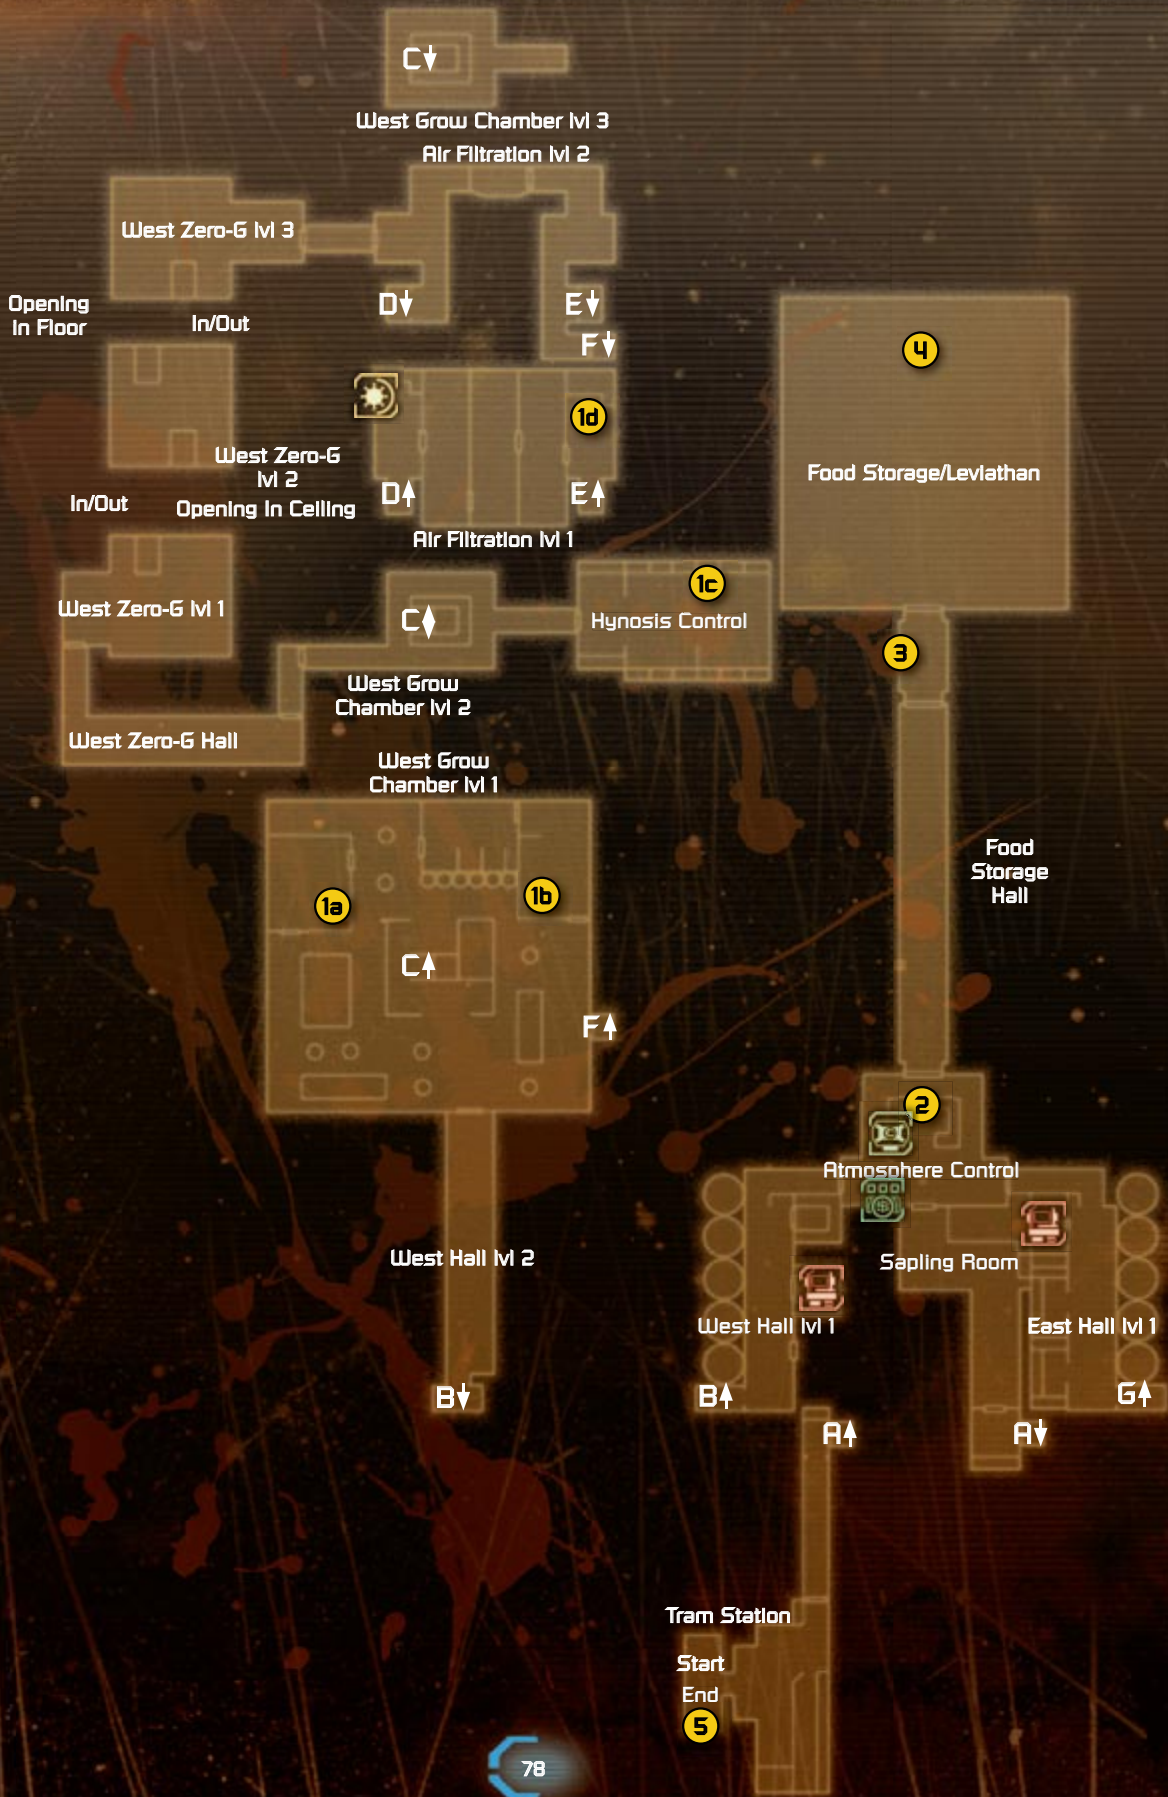 C
West Grow Chamber lvl 3
Air Filtration lvl 2
West Zero-G lvl 3
Opening
In Floor
In/Out
D
E
F
4
1d
West Zero-G
lvl 2
Opening In Ceiling
In/Out
D
E
Food Storage/Leviathan
Air Filtration lvl 1
1c
West Zero-G lvl 1
C
Hynosis Control
3
West Grow
Chamber lvl 2
West Zero-G Hall
West Grow
Chamber lvl 1
Food
Storage
Hall
1a
1b
C
F
2
Atmosphere Control
West Hall lvl 2
Sapling Room
West Hall lvl 1
East Hall lvl 1
B
B
G
A
A
Tram Station
Start
End
5
78